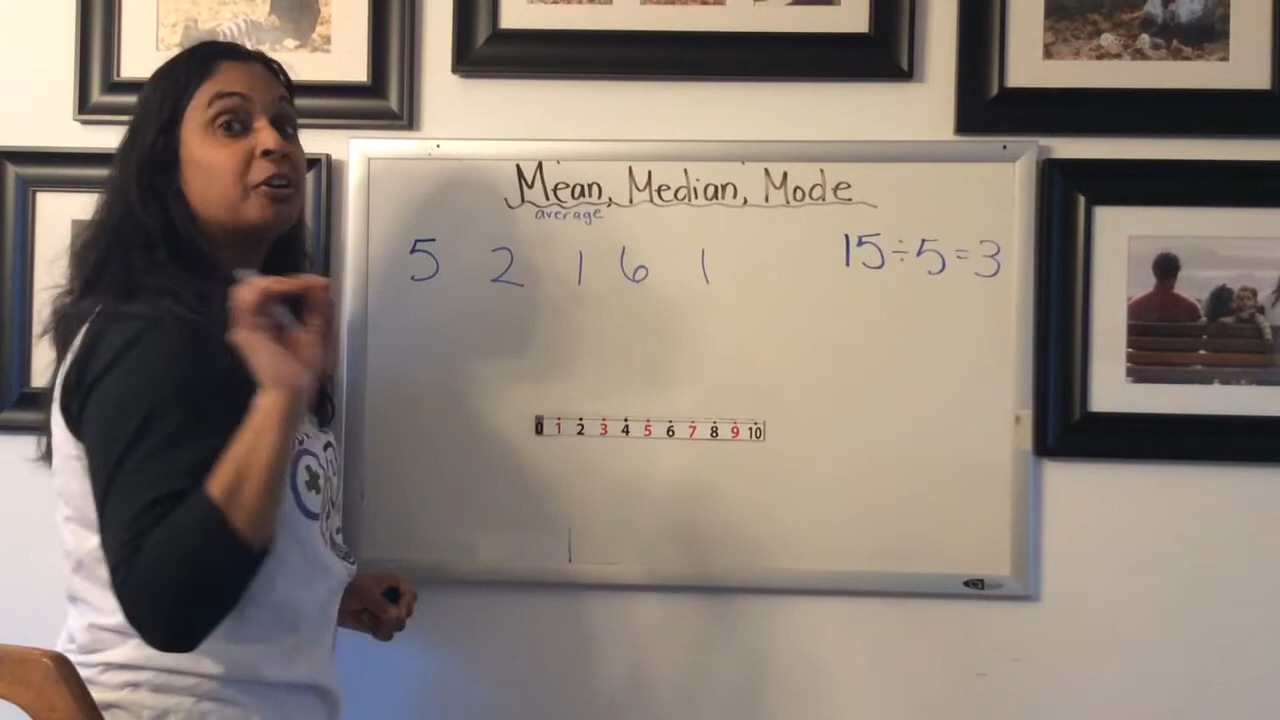 Mean, Median, Mode
average
5 2 1 6 1
15÷5=3
0 1 2 3 4 5 6 7 8 9 10